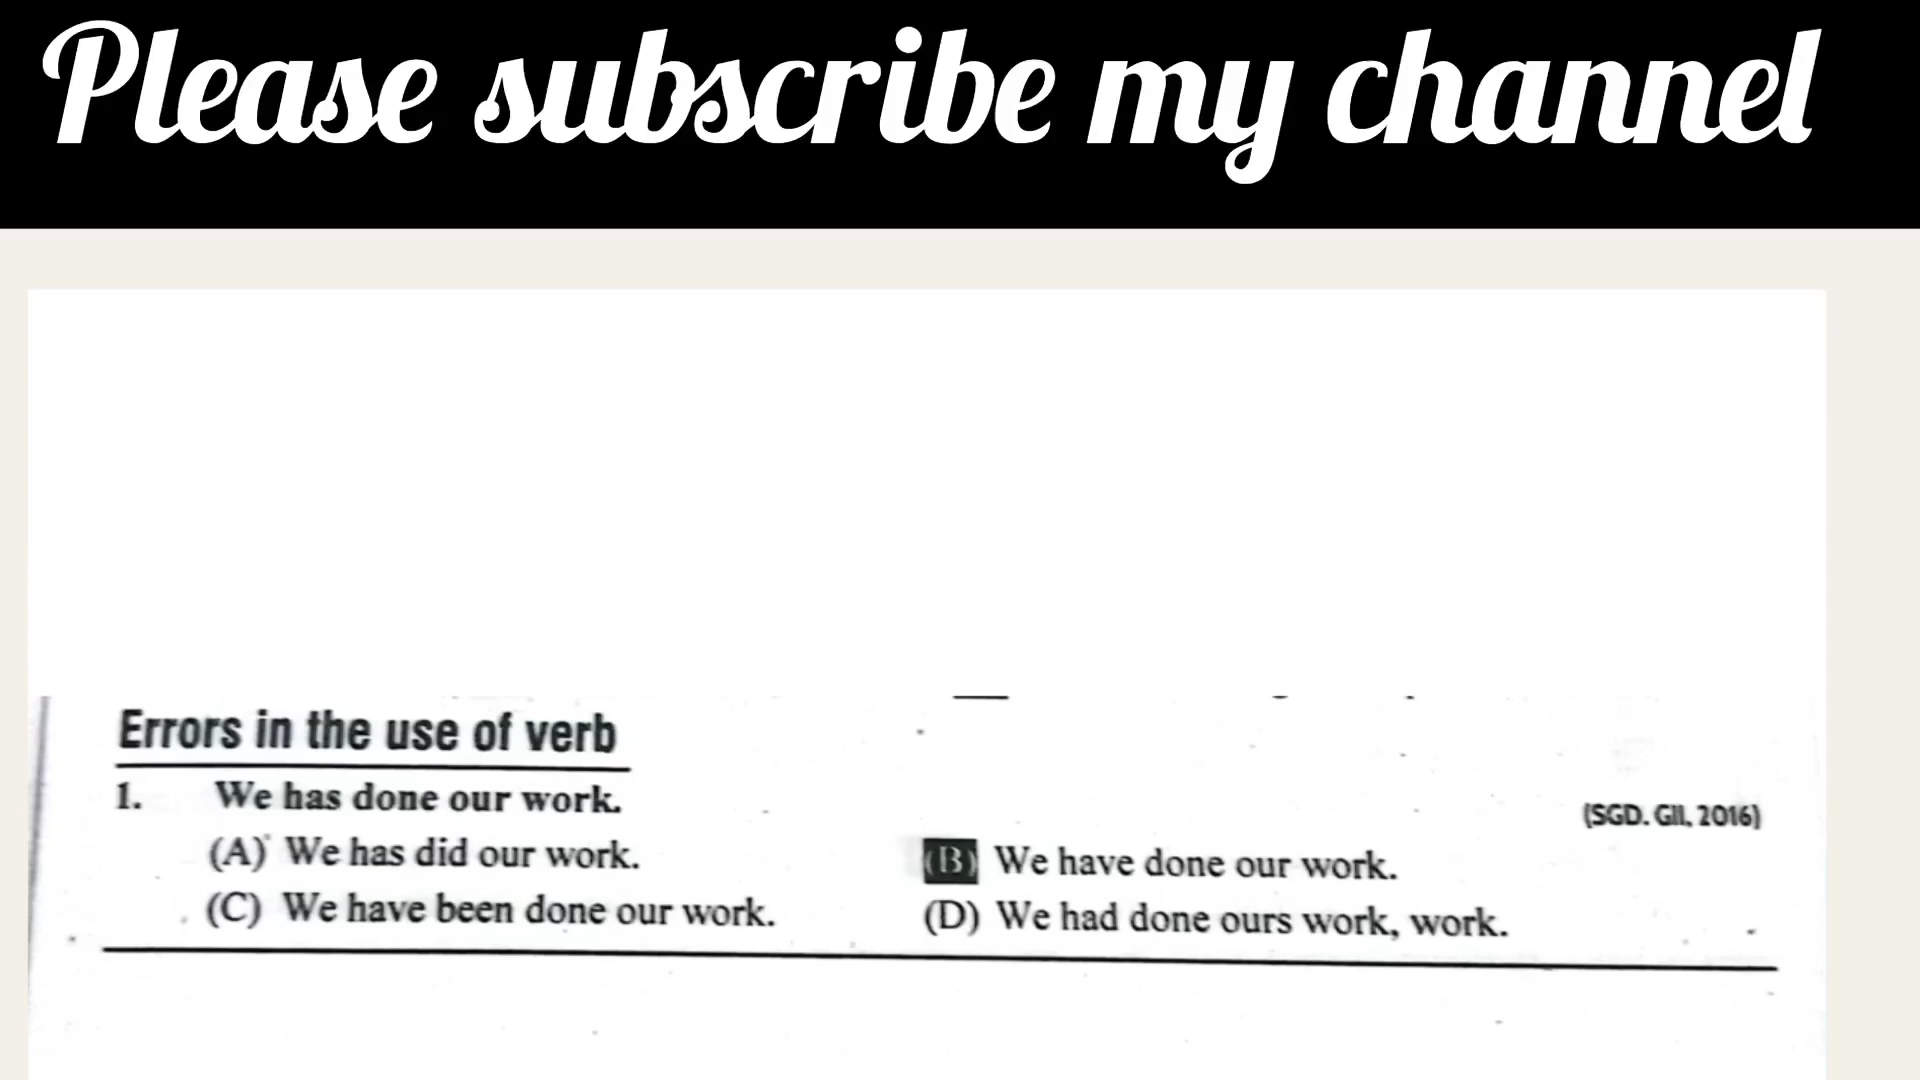 Please subscribe my channel
Errors in the use of verb
1. We has done our work.
(SGD. GII, 2016)
(A) We has did our work. (B) We have done our work.
(C) We have been done our work. (D) We had done ours work, work.